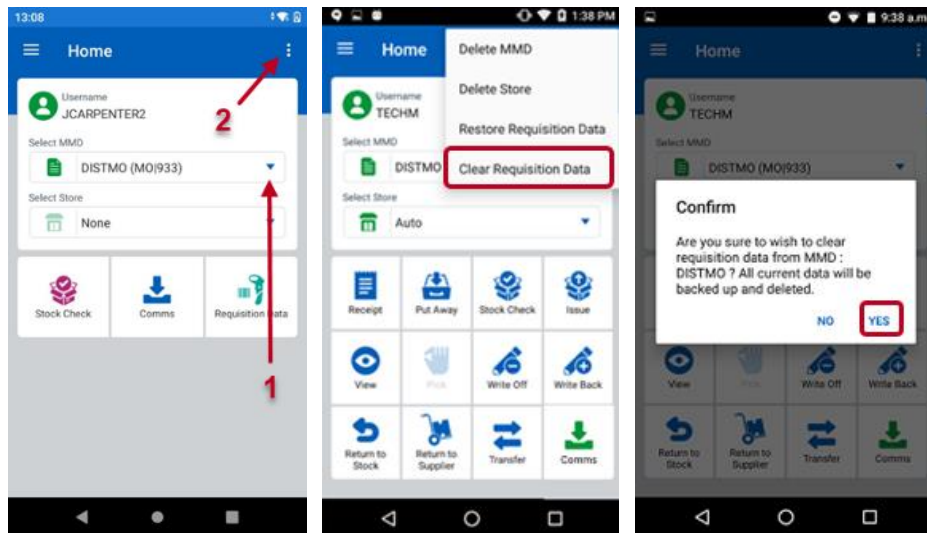 13:08
Home
Username
JCARPENTER2
2
Select MMD
DISTMO (MO|933)
Select Store
None
Stock Check
Comms
Requisition Data
1
1:38 PM
Home
Delete MMD
Delete Store
Restore Requisition Data
Clear Requisition Data
Username
TECHM
Select MMD
DISTMO
Select Store
Auto
Receipt
Put Away
Stock Check
Issue
View
Pick
Write Off
Write Back
Return to
Stock
Return to
Supplier
Transfer
Comms
9:38 a.m
Home
Username
TECHM
Select MMD
DISTMO (MO|933)
Confirm
Are you sure to wish to clear
requisition data from MMD :
DISTMO ? All current data will be
backed up and deleted.
NO
YES
View
Pick
Write Off
Write Back
Return to
Stock
Return to
Supplier
Transfer
Comms